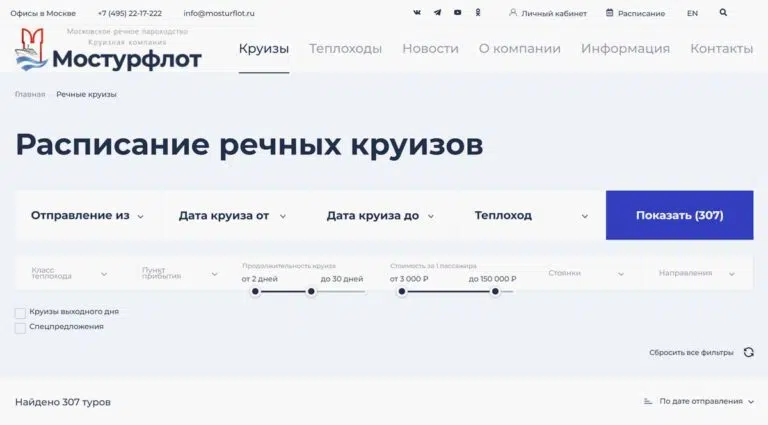 Офисы в Москве +7 (495) 22-17-222 info@mosturflot.ru Личный кабинет Расписание EN
Московское речное пароходство
Круизная компания
Мостурфлот
Круизы Теплоходы Новости О компании Информация Контакты
Главная Речные круизы
Расписание речных круизов
Отправление из Дата круиза от Дата круиза до Теплоход Показать (307)
Класс теплохода Пункт прибытия Продолжительность круиза Стоимость за 1 пассажира Стоянки Направления
от 2 дней до 30 дней от 3 000 ₽ до 150 000 ₽
Круизы выходного дня
Спецпредложения
Сбросить все фильтры
Найдено 307 туров По дате отправления